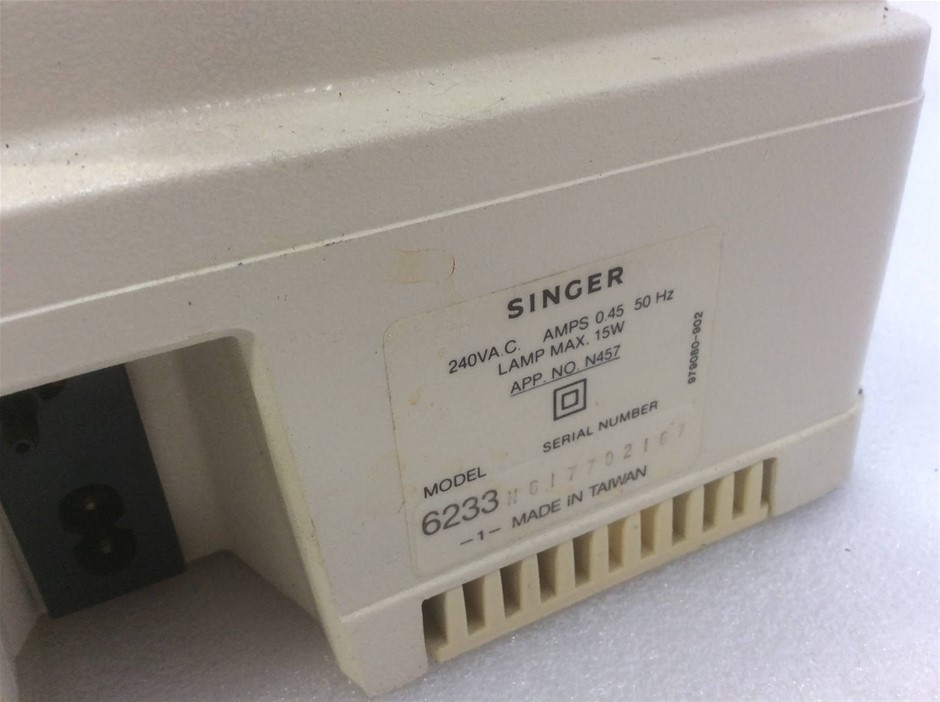 SINGER
240VA.C. AMPS 0.45 50 Hz
LAMP MAX. 15W
APP. NO. N457
979080-902
SERIAL NUMBER
MODEL
6233
-1- MADE IN TAIWAN